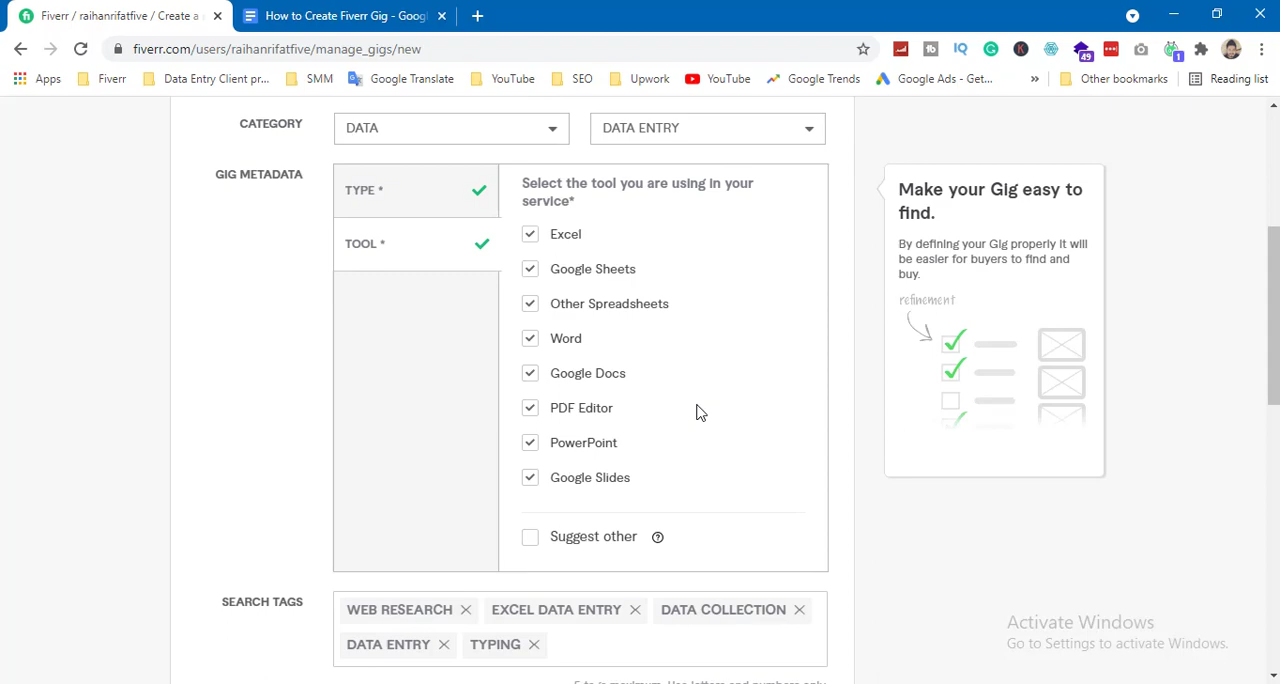 Fiverr / raihanrifatfive / Create a
How to Create Fiverr Gig - Goog
fiverr.com/users/raihanrifatfive/manage_gigs/new
IQ
49
1
Apps
Fiverr
Data Entry Client pr...
SMM
Google Translate
YouTube
SEO
Upwork
YouTube
Google Trends
Google Ads - Get...
»
Other bookmarks
Reading list
CATEGORY
DATA
DATA ENTRY
GIG METADATA
TYPE *
TOOL *
Select the tool you are using in your
service*
Excel
Google Sheets
Other Spreadsheets
Word
Google Docs
PDF Editor
PowerPoint
Google Slides
Suggest other
Make your Gig easy to
find.
By defining your Gig properly it will
be easier for buyers to find and
buy.
refinement
SEARCH TAGS
WEB RESEARCH
EXCEL DATA ENTRY
DATA COLLECTION
DATA ENTRY
TYPING
Activate Windows
Go to Settings to activate Windows.